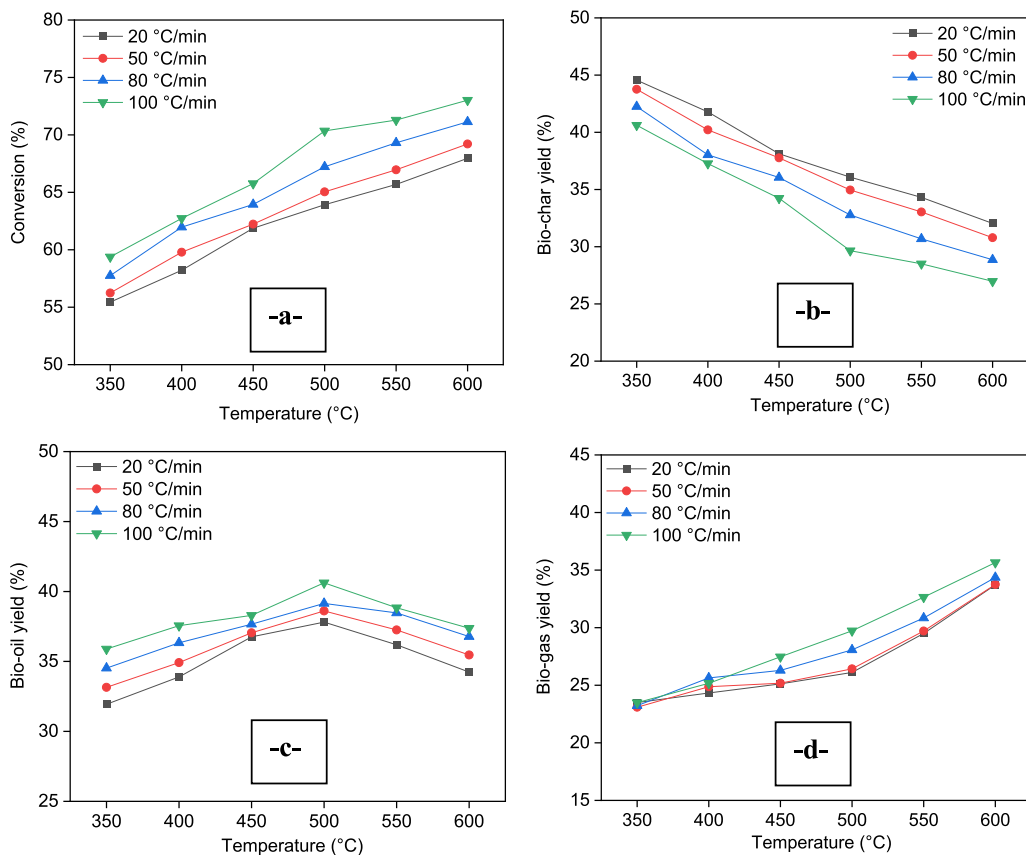 80
75
70
65
60
55
50
Conversion (%)
20 °C/min
50 °C/min
80 °C/min
100 °C/min
-a-
350 400 450 500 550 600
Temperature (°C)
50
45
40
35
30
25
20
Bio-char yield (%)
20 °C/min
50 °C/min
80 °C/min
100 °C/min
-b-
350 400 450 500 550 600
Temperature (°C)
50
45
40
35
30
25
Bio-oil yield (%)
20 °C/min
50 °C/min
80 °C/min
100 °C/min
-c-
350 400 450 500 550 600
Temperature (°C)
45
40
35
30
25
20
15
Bio-gas yield (%)
20 °C/min
50 °C/min
80 °C/min
100 °C/min
-d-
350 400 450 500 550 600
Temperature (°C)